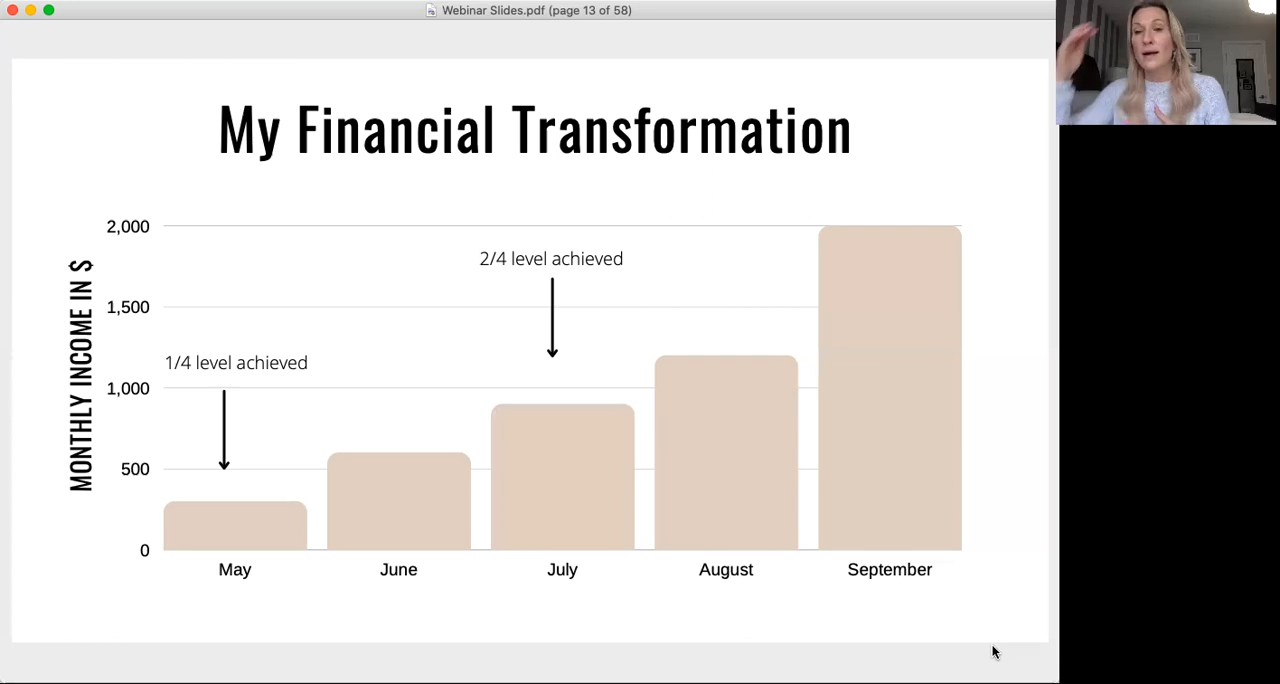 Webinar Slides.pdf (page 13 of 58)
My Financial Transformation
MONTHLY INCOME IN $
2,000
1,500
1,000
500
0
1/4 level achieved
2/4 level achieved
May
June
July
August
September